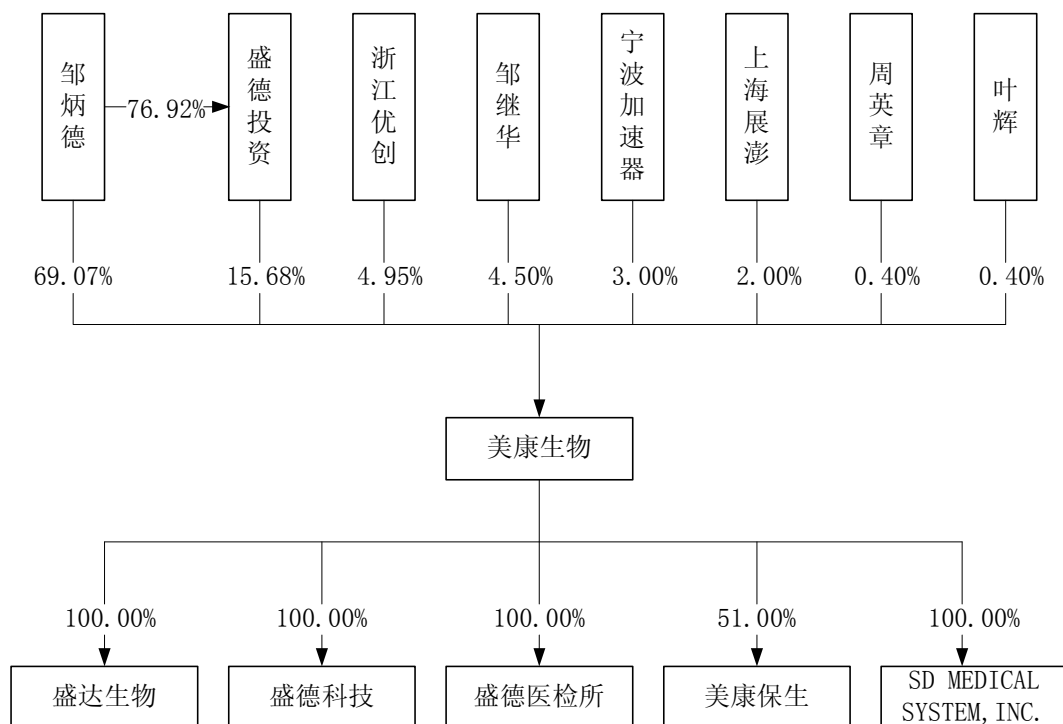 邹炳德
76.92%
盛德投资
浙江优创
邹继华
宁波加速器
上海展澎
周英章
叶辉
69.07%
15.68%
4.95%
4.50%
3.00%
2.00%
0.40%
0.40%
美康生物
100.00%
100.00%
100.00%
51.00%
100.00%
盛达生物
盛德科技
盛德医检所
美康保生
SD MEDICAL
SYSTEM,INC.